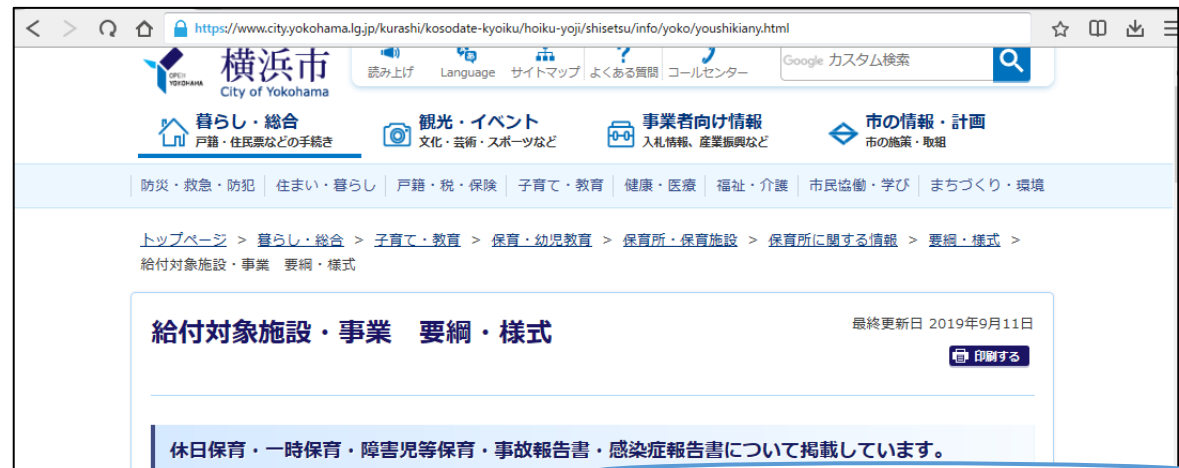 https://www.city.yokohama.lg.jp/kurashi/kosodate-kyoiku/hoiku-yoji/shisetsu/info/yoko/youshikiany.html
OPEN YOKOHAMA
横浜市
City of Yokohama
読み上げ Language サイトマップ よくある質問 コールセンター Google カスタム検索
暮らし・総合 観光・イベント 事業者向け情報 市の情報・計画
戸籍・住民票などの手続き 文化・芸術・スポーツなど 入札情報、産業振興など 市の施策・取組
防災・救急・防犯 住まい・暮らし 戸籍・税・保険 子育て・教育 健康・医療 福祉・介護 市民協働・学び まちづくり・環境
トップページ > 暮らし・総合 > 子育て・教育 > 保育・幼児教育 > 保育所・保育施設 > 保育所に関する情報 > 要綱・様式 >
給付対象施設・事業　要綱・様式
給付対象施設・事業　要綱・様式 最終更新日 2019年9月11日
印刷する
休日保育・一時保育・障害児等保育・事故報告書・感染症報告書について掲載しています。